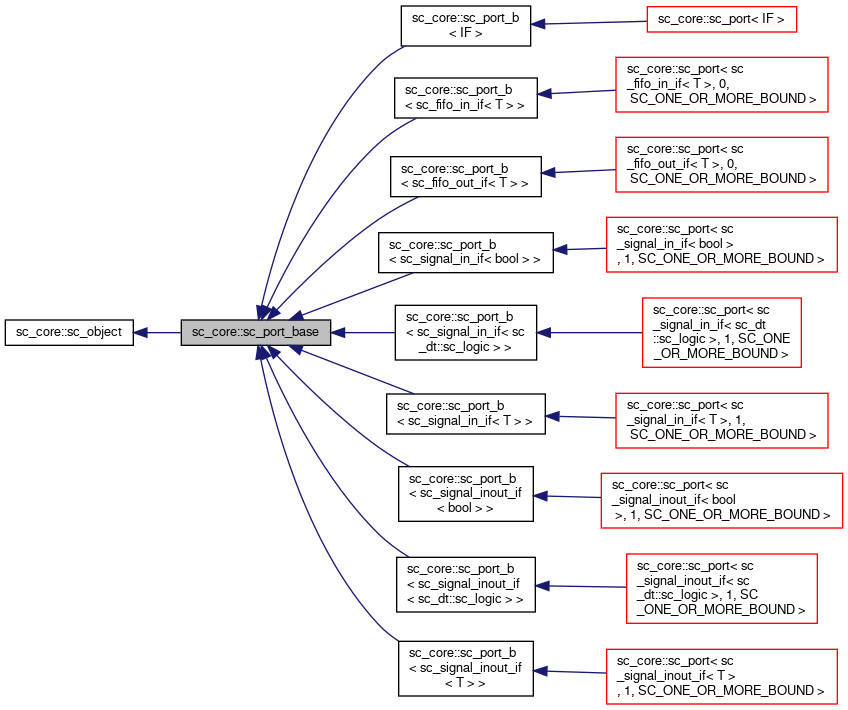 sc_core::sc_object
sc_core::sc_port_base
sc_core::sc_port_b
< IF >
sc_core::sc_port< IF >
sc_core::sc_port_b
< sc_fifo_in_if< T > >
sc_core::sc_port< sc
_fifo_in_if< T >, 0,
SC_ONE_OR_MORE_BOUND >
sc_core::sc_port_b
< sc_fifo_out_if< T > >
sc_core::sc_port< sc
_fifo_out_if< T >, 0,
SC_ONE_OR_MORE_BOUND >
sc_core::sc_port_b
< sc_signal_in_if< bool > >
sc_core::sc_port< sc
_signal_in_if< bool >
, 1, SC_ONE_OR_MORE_BOUND >
sc_core::sc_port_b
< sc_signal_in_if< sc
_dt::sc_logic > >
sc_core::sc_port< sc
_signal_in_if< sc_dt
::sc_logic >, 1, SC_ONE
_OR_MORE_BOUND >
sc_core::sc_port_b
< sc_signal_in_if< T > >
sc_core::sc_port< sc
_signal_in_if< T >, 1,
SC_ONE_OR_MORE_BOUND >
sc_core::sc_port_b
< sc_signal_inout_if
< bool > >
sc_core::sc_port< sc
_signal_inout_if< bool
>, 1, SC_ONE_OR_MORE_BOUND >
sc_core::sc_port_b
< sc_signal_inout_if
< sc_dt::sc_logic > >
sc_core::sc_port< sc
_signal_inout_if< sc
_dt::sc_logic >, 1, SC
_ONE_OR_MORE_BOUND >
sc_core::sc_port_b
< sc_signal_inout_if
< T > >
sc_core::sc_port< sc
_signal_inout_if< T >
, 1, SC_ONE_OR_MORE_BOUND >